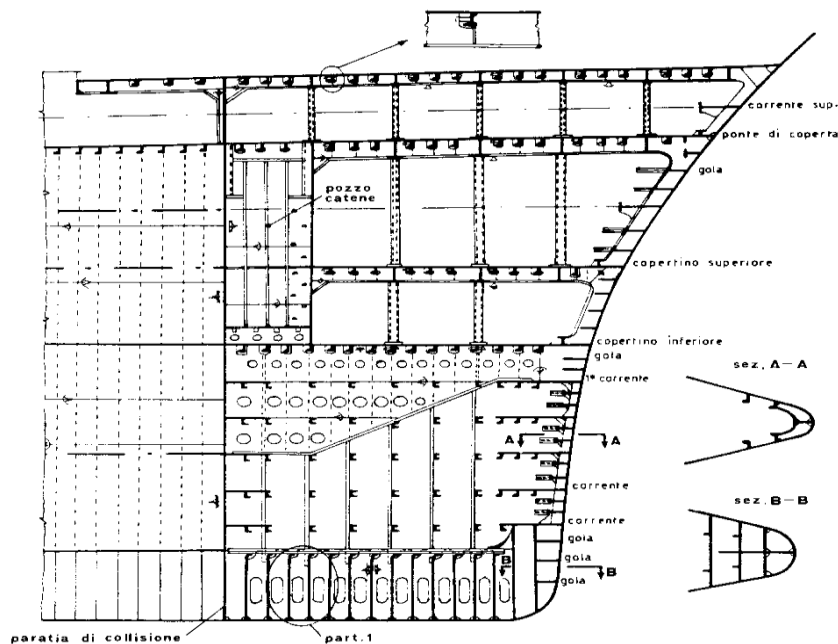 corrente sup.
ponte di coperta
gola
pozzo
catene
copertino superiore
copertino inferiore
gola
1° corrente
sez. A-A
A
A
corrente
sez. B-B
corrente
gola
gola
B
B
gola
paratia di collisione
part.1